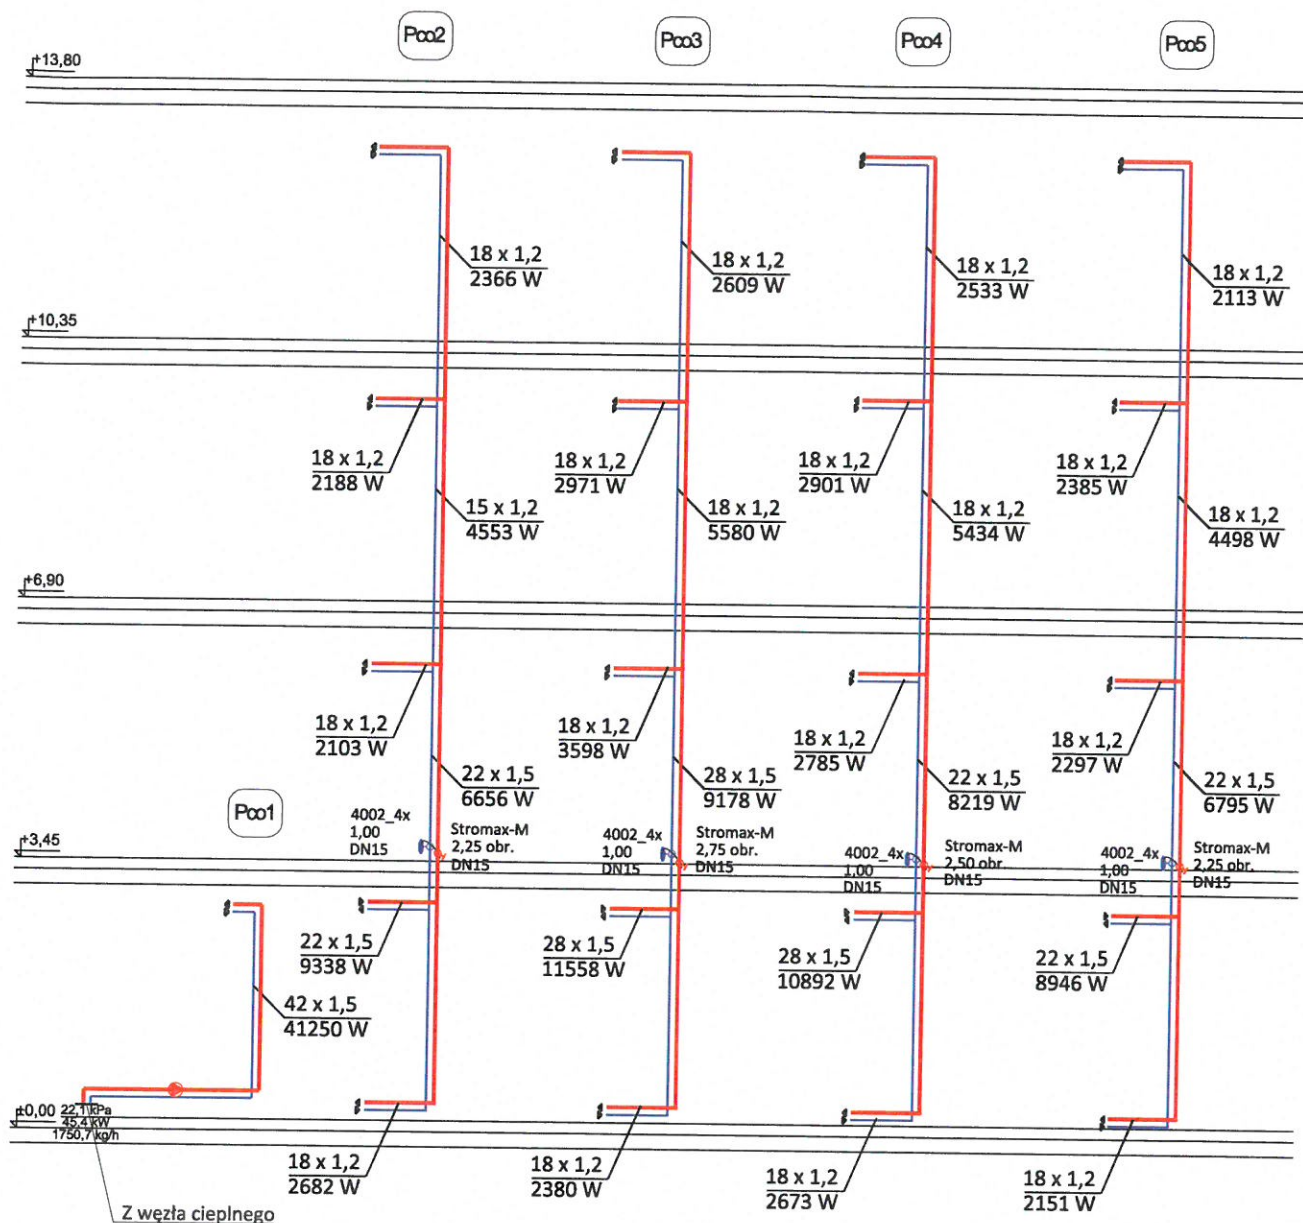 Pco2
Pco3
Pco4
Pco5
+13,80
18 x 1,2
2366 W
18 x 1,2
2609 W
18 x 1,2
2533 W
18 x 1,2
2113 W
+10,35
18 x 1,2
2188 W
18 x 1,2
2971 W
18 x 1,2
2901 W
18 x 1,2
2385 W
15 x 1,2
4553 W
18 x 1,2
5580 W
18 x 1,2
5434 W
18 x 1,2
4498 W
+6,90
18 x 1,2
2103 W
18 x 1,2
3598 W
18 x 1,2
2785 W
18 x 1,2
2297 W
22 x 1,5
6656 W
28 x 1,5
9178 W
22 x 1,5
8219 W
22 x 1,5
6795 W
Pco1
+3,45
4002_4x
1,00
DN15
Stromax-M
2,25 obr.
DN15
4002_4x
1,00
DN15
Stromax-M
2,75 obr.
DN15
4002_4x
1,00
DN15
Stromax-M
2,50 obr.
DN15
4002_4x
1,00
DN15
Stromax-M
2,25 obr.
DN15
22 x 1,5
9338 W
28 x 1,5
11558 W
28 x 1,5
10892 W
22 x 1,5
8946 W
42 x 1,5
41250 W
±0,00
22,1 kPa
45,4 kW
1750,7 kg/h
18 x 1,2
2682 W
18 x 1,2
2380 W
18 x 1,2
2673 W
18 x 1,2
2151 W
Z węzła cieplnego